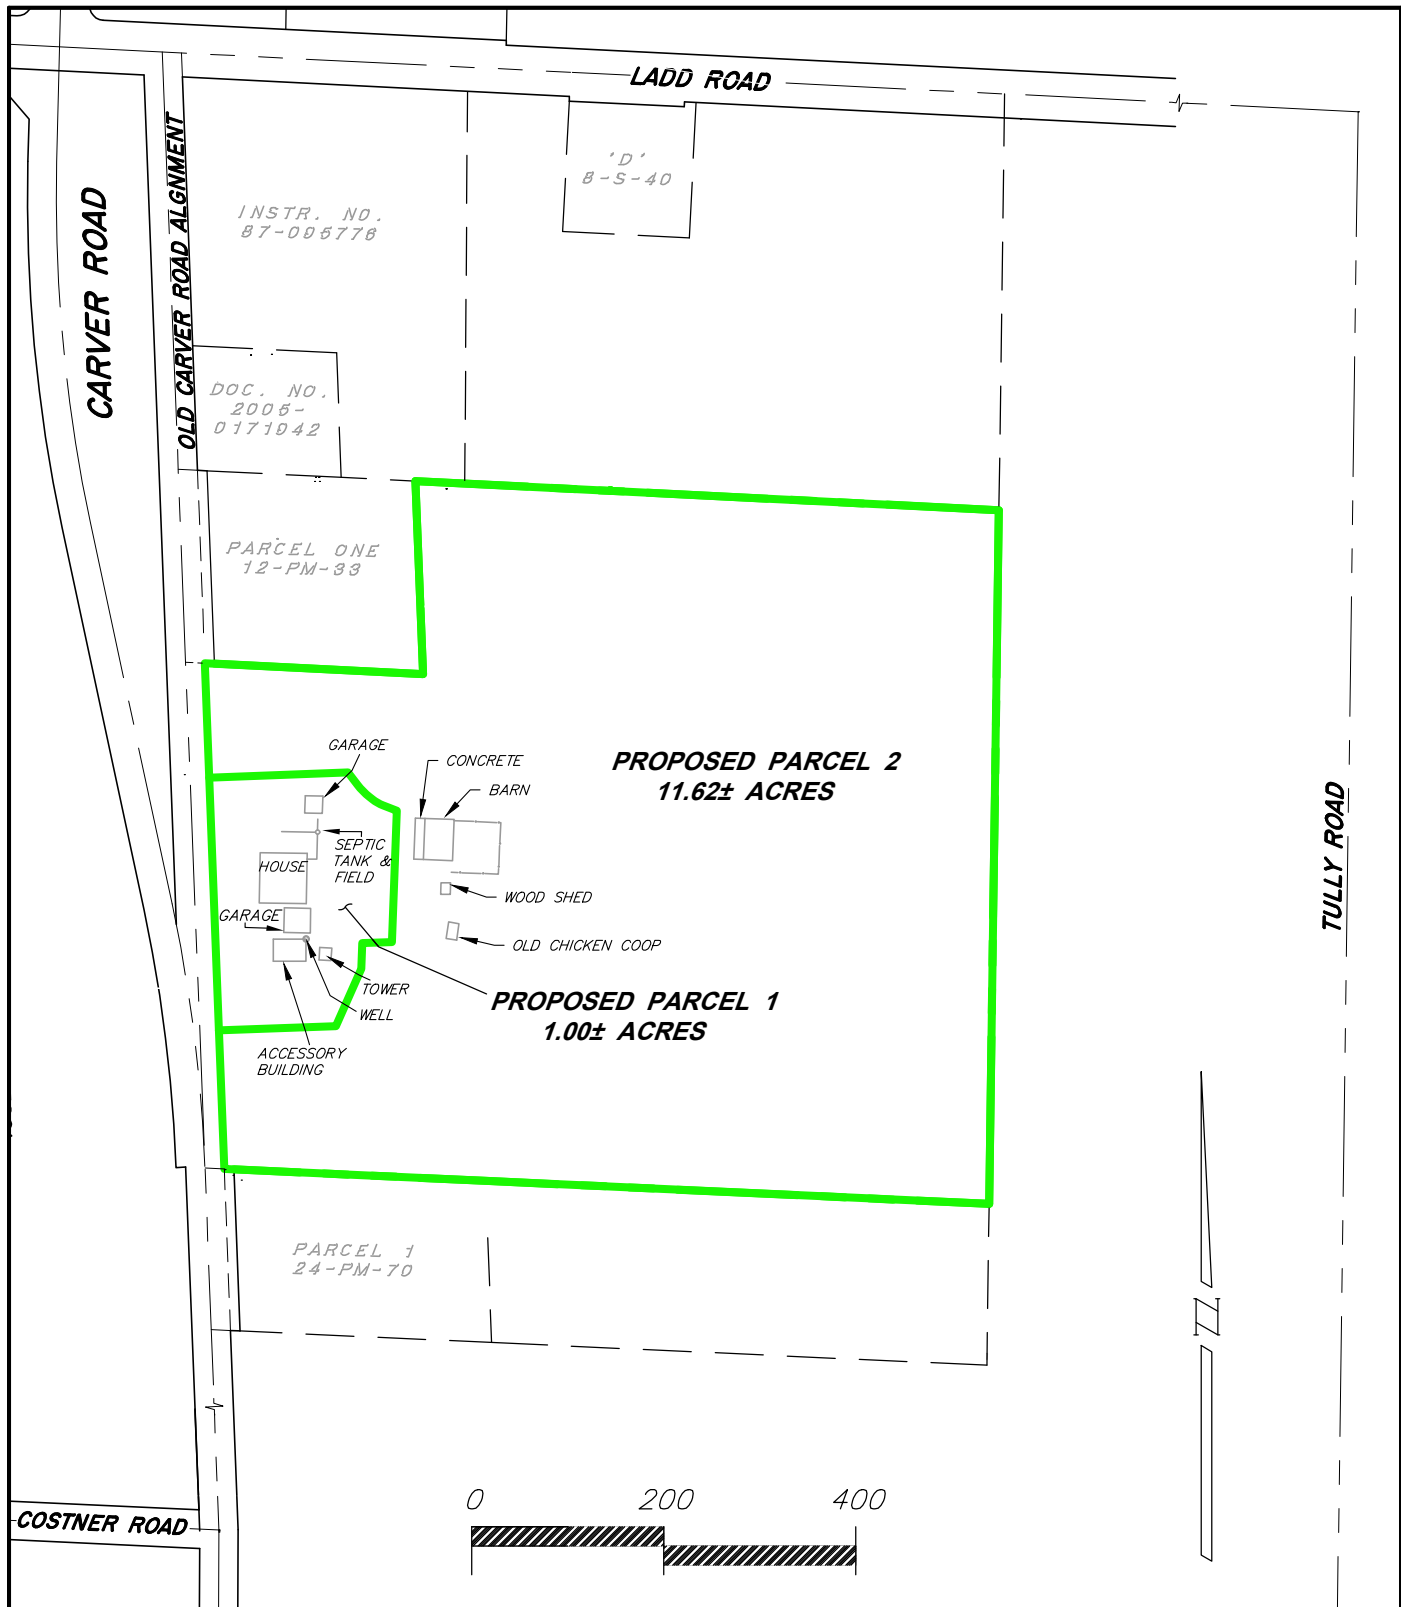 LADD ROAD
OLD CARVER ROAD ALGNMENT
CARVER ROAD
'D'
8-S-40
INSTR. NO.
87-095776
DOC. NO.
2005-
0171942
PARCEL ONE
12-PM-33
GARAGE
CONCRETE
BARN
PROPOSED PARCEL 2
11.62± ACRES
SEPTIC
TANK &
FIELD
HOUSE
WOOD SHED
GARAGE
OLD CHICKEN COOP
TOWER
WELL
PROPOSED PARCEL 1
1.00± ACRES
ACCESSORY
BUILDING
TULLY ROAD
PARCEL 1
24-PM-70
Z
0 200 400
COSTNER ROAD